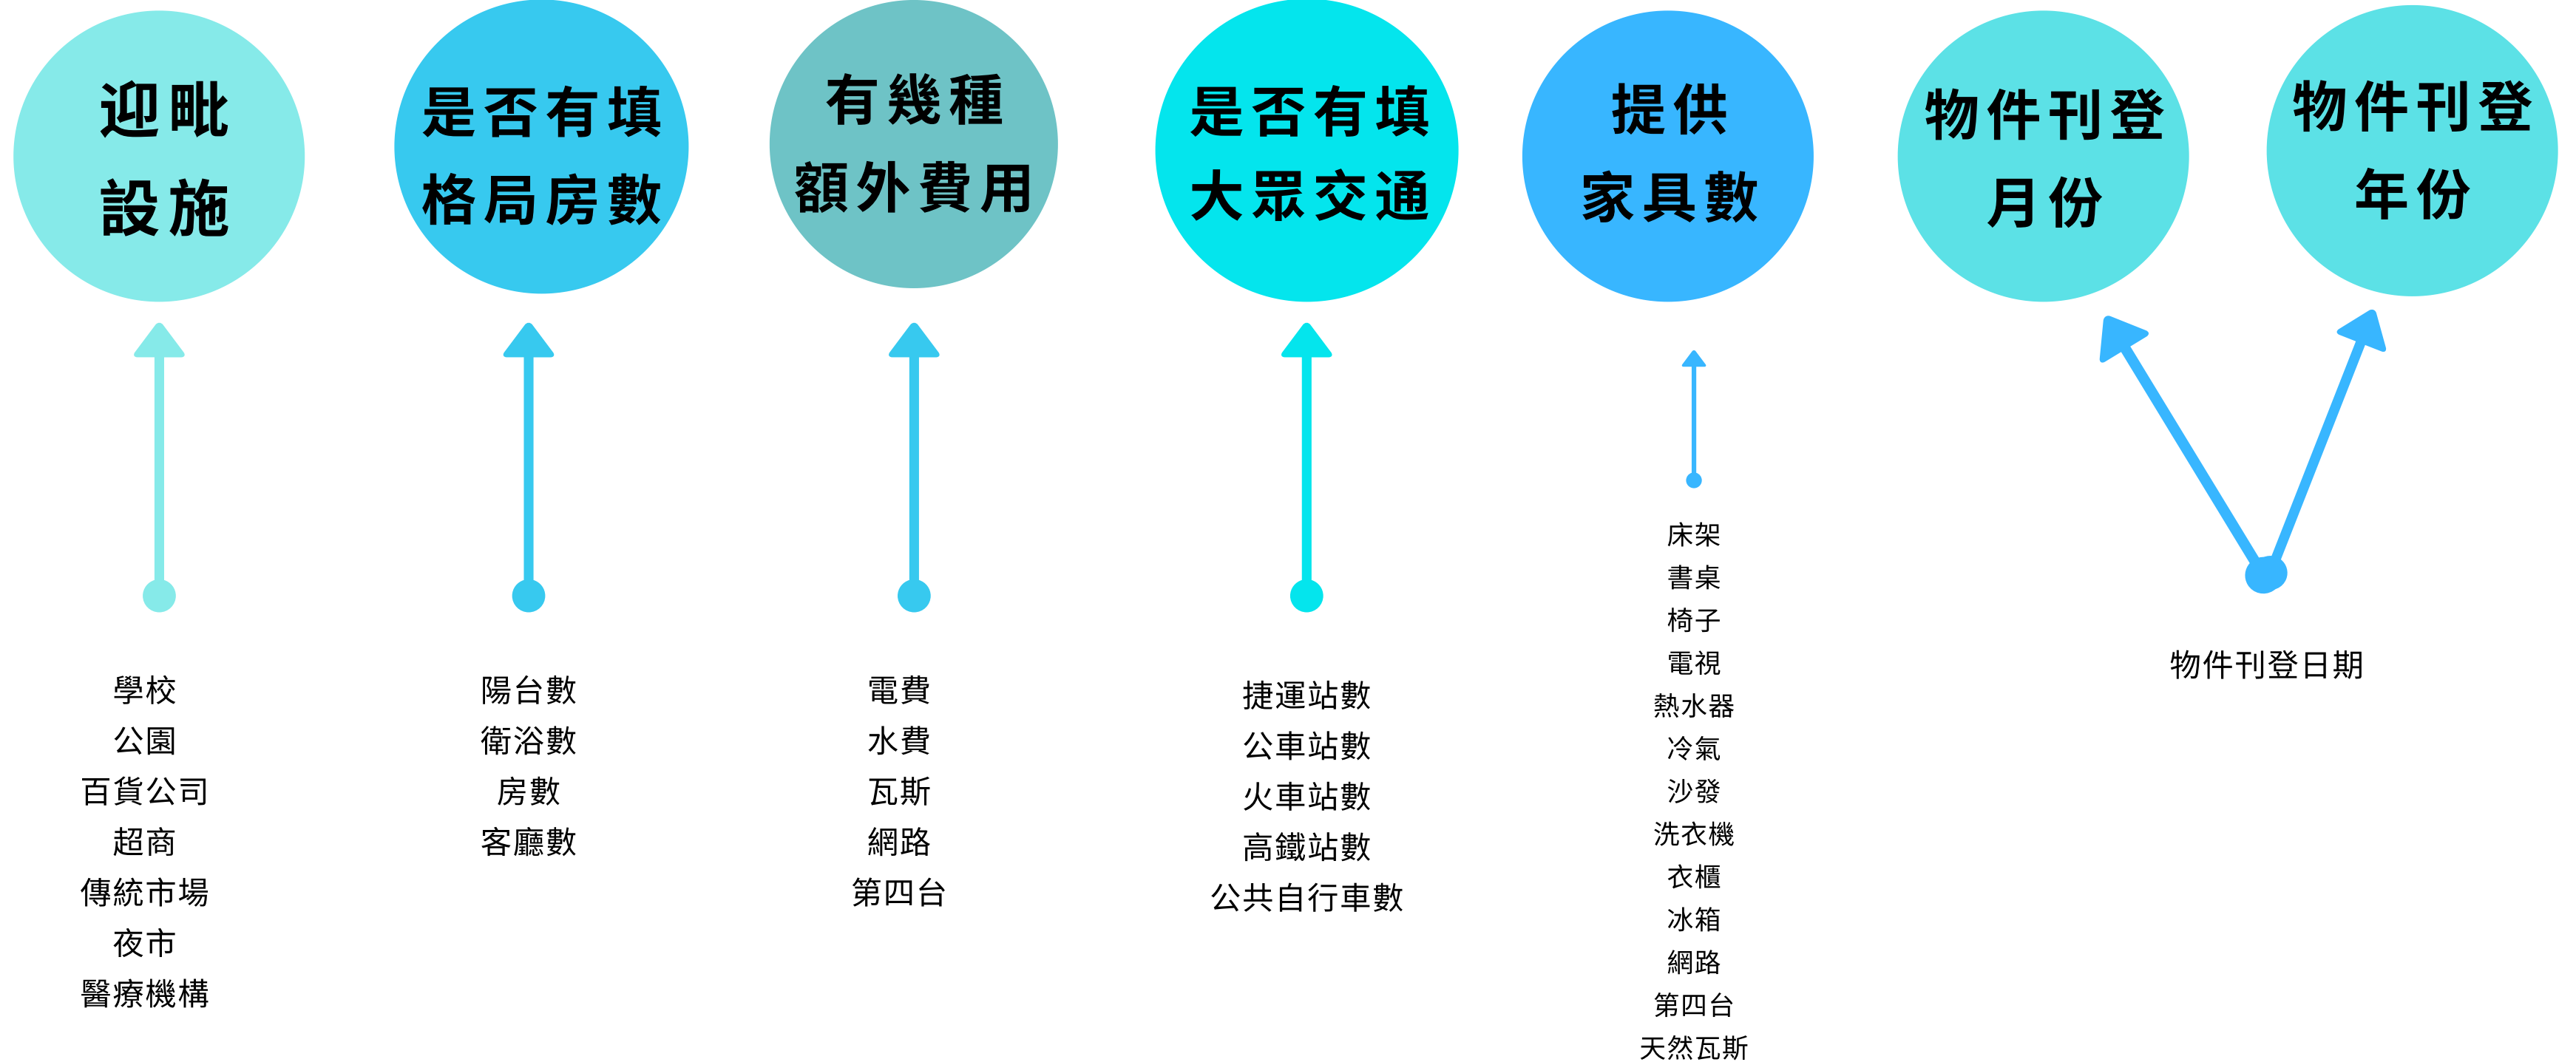 迎毗
設施
是否有填
格局房數
有幾種
額外費用
是否有填
大眾交通
提供
家具數
物件刊登
月份
物件刊登
年份
學校
公園
百貨公司
超商
傳統市場
夜市
醫療機構
陽台數
衛浴數
房數
客廳數
電費
水費
瓦斯
網路
第四台
捷運站數
公車站數
火車站數
高鐵站數
公共自行車數
床架
書桌
椅子
電視
熱水器
冷氣
沙發
洗衣機
衣櫃
冰箱
網路
第四台
天然瓦斯
物件刊登日期